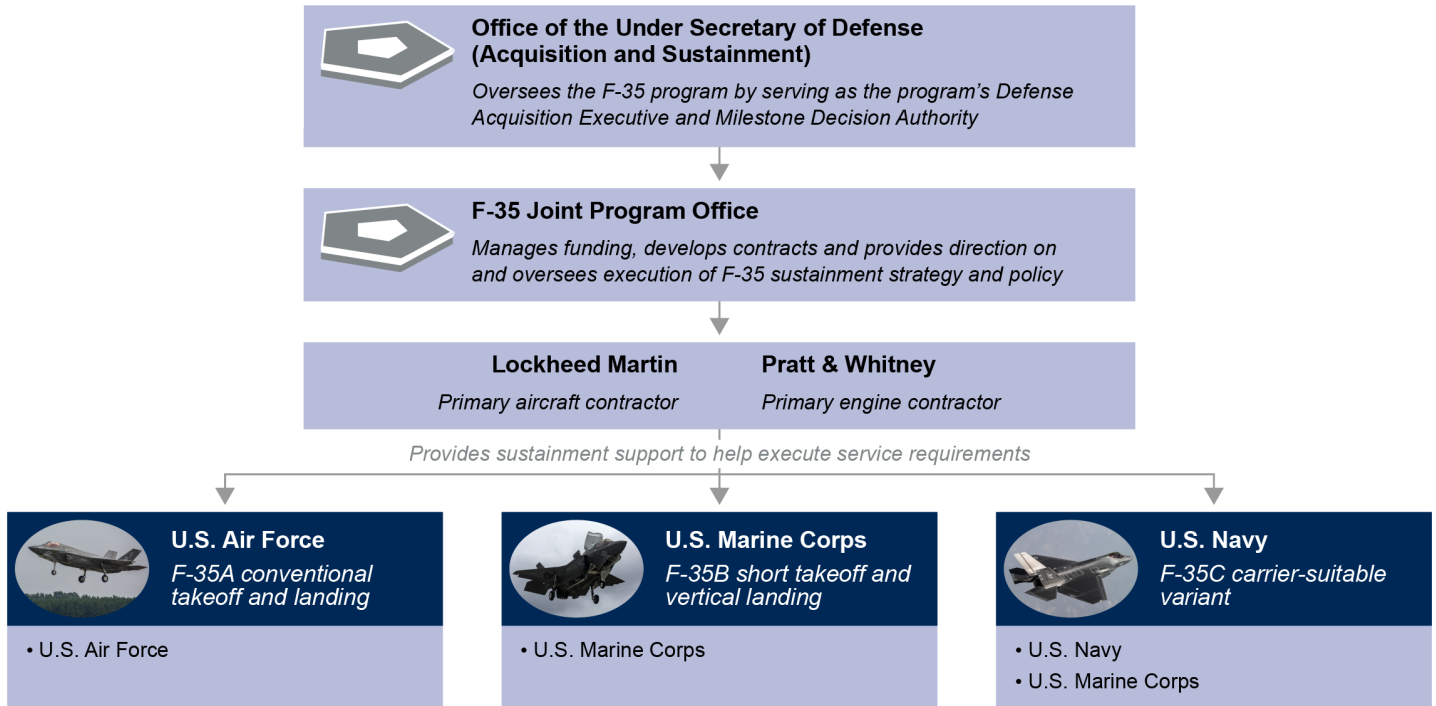 Office of the Under Secretary of Defense
(Acquisition and Sustainment)
Oversees the F-35 program by serving as the program’s Defense
Acquisition Executive and Milestone Decision Authority
F-35 Joint Program Office
Manages funding, develops contracts and provides direction on
and oversees execution of F-35 sustainment strategy and policy
Lockheed Martin
Primary aircraft contractor
Pratt & Whitney
Primary engine contractor
Provides sustainment support to help execute service requirements
U.S. Air Force
F-35A conventional
takeoff and landing
• U.S. Air Force
U.S. Marine Corps
F-35B short takeoff and
vertical landing
• U.S. Marine Corps
U.S. Navy
F-35C carrier-suitable
variant
• U.S. Navy
• U.S. Marine Corps